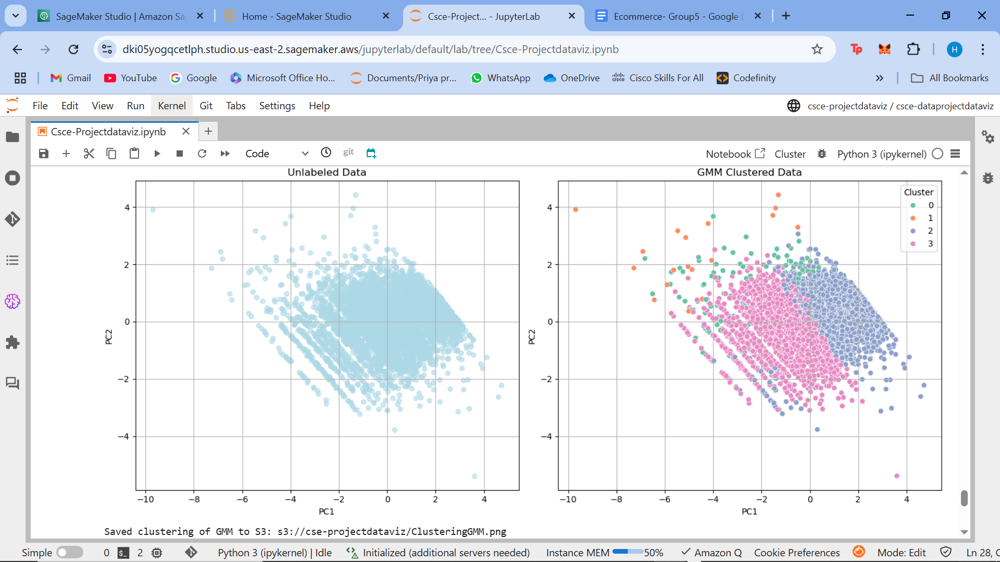 SageMaker Studio | Amazon Sa
Home - SageMaker Studio
Csce-Project... - JupyterLab
Ecommerce- Group5 - Google
dki05yogqcetlph.studio.us-east-2.sagemaker.aws/jupyterlab/default/lab/tree/Csce-Projectdataviz.ipynb
Tp
H
Gmail
YouTube
Google
Microsoft Office Ho...
Documents/Priya pr...
WhatsApp
OneDrive
Cisco Skills For All
Codefinity
»
All Bookmarks
File Edit View Run Kernel Git Tabs Settings Help
csce-projectdataviz / csce-dataprojectdataviz
Csce-Projectdataviz.ipynb
Code
git
Notebook
Cluster
Python 3 (ipykernel)
Unlabeled Data
4
2
0
−2
−4
PC2
−10 −8 −6 −4 −2 0 2 4
PC1
GMM Clustered Data
Cluster
0
1
2
3
4
2
0
−2
−4
PC2
−10 −8 −6 −4 −2 0 2 4
PC1
Saved clustering of GMM to S3: s3://cse-projectdataviz/ClusteringGMM.png
Simple 0 $_ 2 Python 3 (ipykernel) | Idle Initialized (additional servers needed) Instance MEM 50% Amazon Q Cookie Preferences Mode: Edit Ln 28,